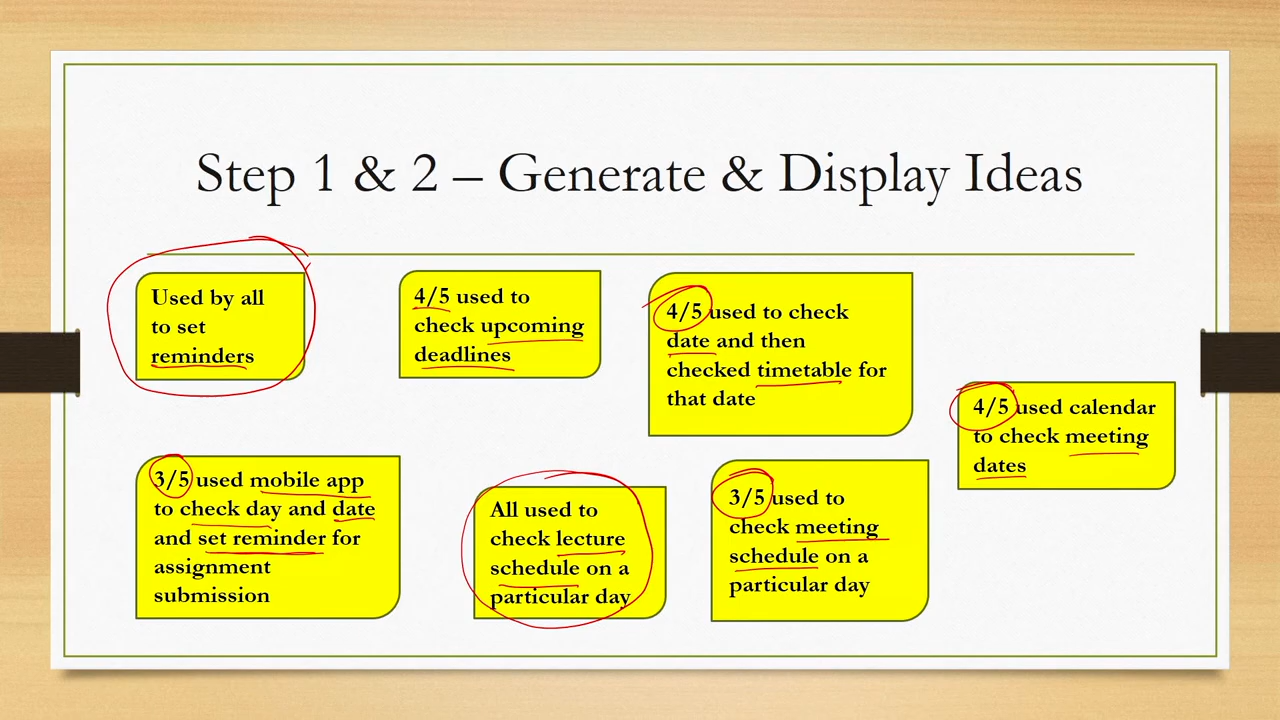 Step 1 & 2 – Generate & Display Ideas
Used by all
to set
reminders
4/5 used to
check upcoming
deadlines
4/5 used to check
date and then
checked timetable for
that date
4/5 used calendar
to check meeting
dates
3/5 used mobile app
to check day and date
and set reminder for
assignment
submission
All used to
check lecture
schedule on a
particular day
3/5 used to
check meeting
schedule on a
particular day